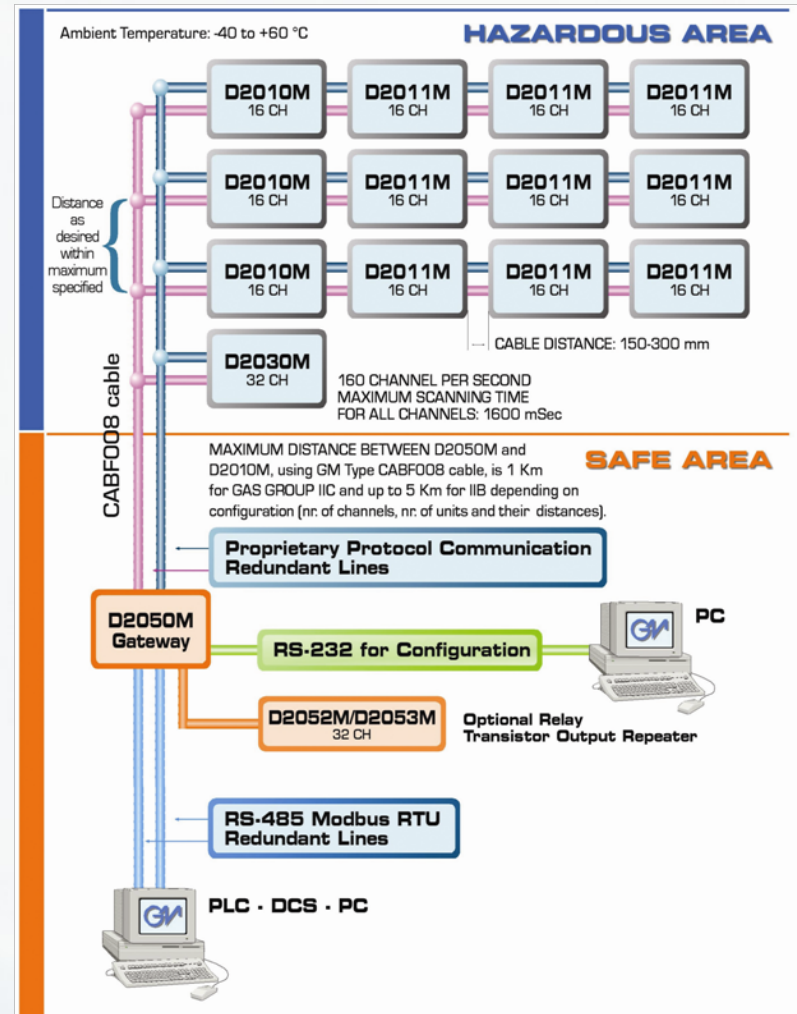 Ambient Temperature: -40 to +60 °C
HAZARDOUS AREA
D2010M
16 CH
D2011M
16 CH
D2011M
16 CH
D2011M
16 CH
D2010M
16 CH
D2011M
16 CH
D2011M
16 CH
D2011M
16 CH
Distance
as
desired
within
maximum
specified
D2010M
16 CH
D2011M
16 CH
D2011M
16 CH
D2011M
16 CH
CABLE DISTANCE: 150-300 mm
D2030M
32 CH
160 CHANNEL PER SECOND
MAXIMUM SCANNING TIME
FOR ALL CHANNELS: 1600 mSec
CABF008 cable
MAXIMUM DISTANCE BETWEEN D2050M and
D2010M, using GM Type CABF008 cable, is 1 Km
for GAS GROUP IIC and up to 5 Km for IIB depending on
configuration (nr. of channels, nr. of units and their distances).
SAFE AREA
Proprietary Protocol Communication
Redundant Lines
D2050M
Gateway
RS-232 for Configuration
GM
PC
D2052M/D2053M
32 CH
Optional Relay
Transistor Output Repeater
RS-485 Modbus RTU
Redundant Lines
GM
PLC - DCS - PC